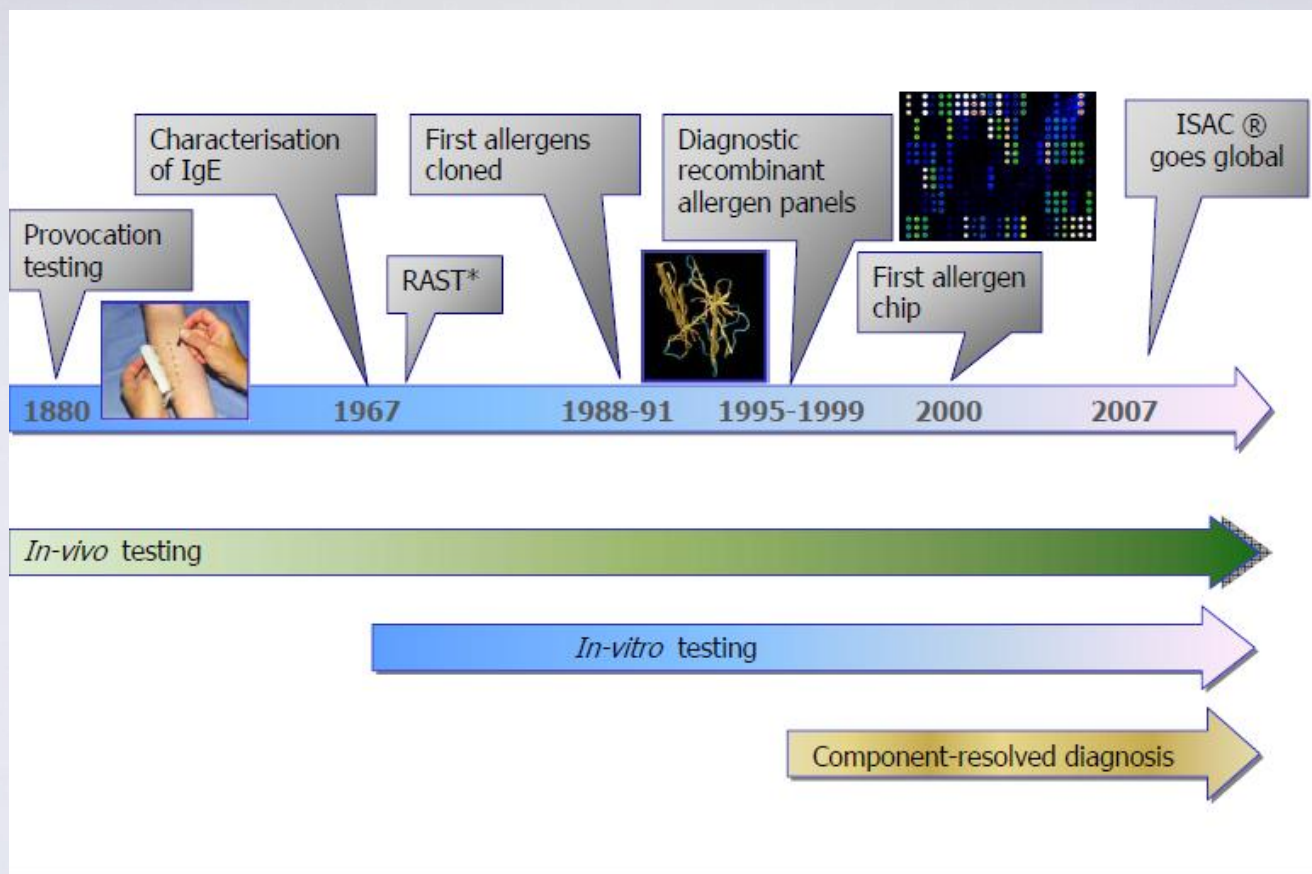 Provocation
testing
Characterisation
of IgE
RAST*
First allergens
cloned
Diagnostic
recombinant
allergen panels
First allergen
chip
ISAC ®
goes global
1880
1967
1988-91
1995-1999
2000
2007
In-vivo testing
In-vitro testing
Component-resolved diagnosis